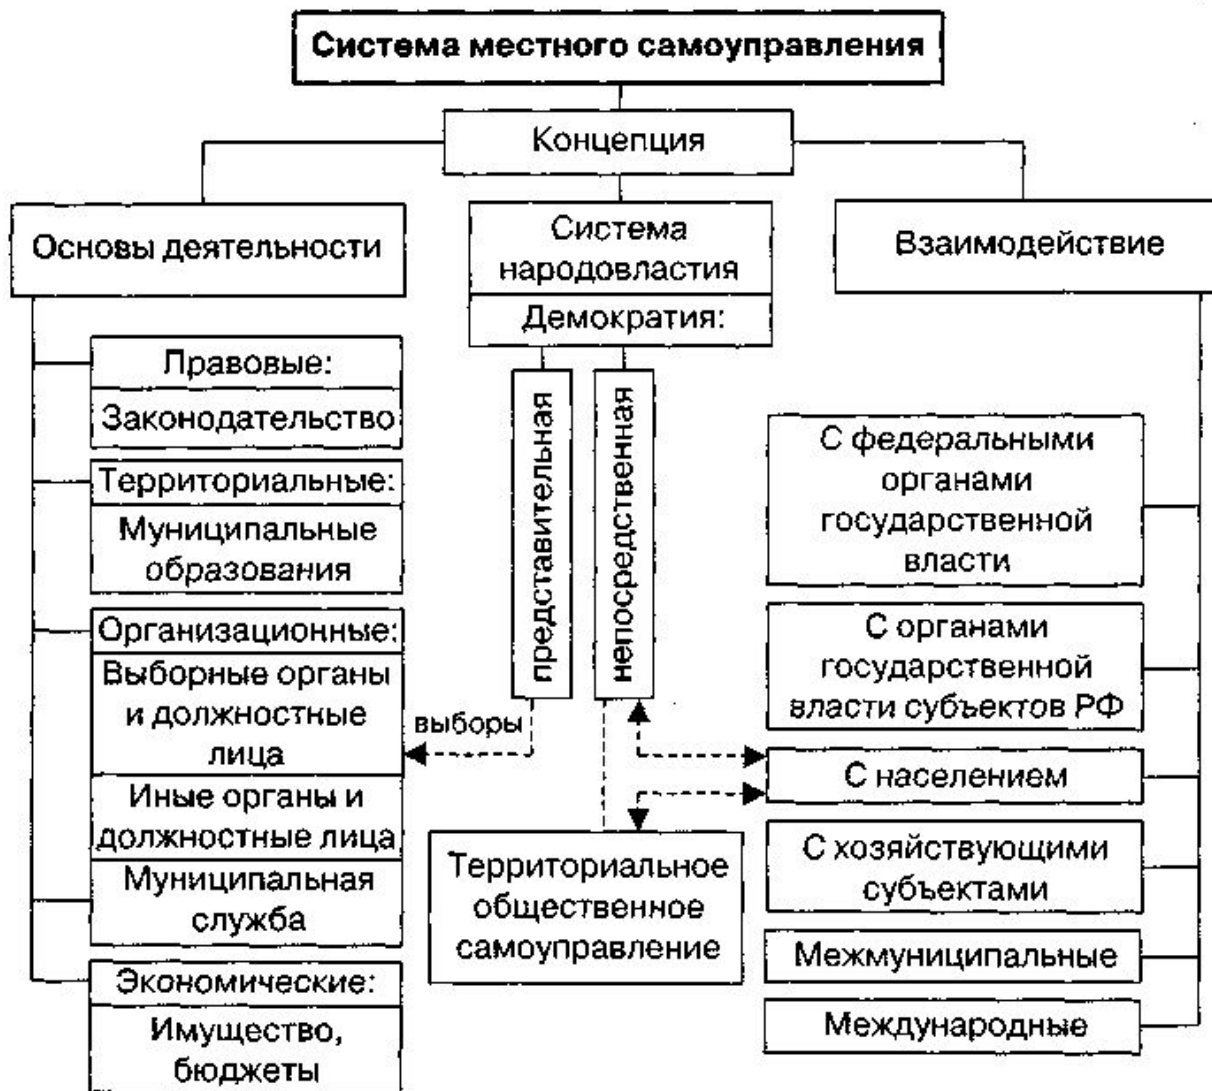 Система местного самоуправления
Концепция
Основы деятельности
Правовые:
Законодательство
Территориальные:
Муниципальные
образования
Организационные:
Выборные органы
и должностные
лица
Иные органы и
должностные лица
Муниципальная
служба
Экономические:
Имущество,
бюджеты
Система
народовластия
Демократия:
представительная
непосредственная
выборы
Территориальное
общественное
самоуправление
Взаимодействие
С федеральными
органами
государственной
власти
С органами
государственной
власти субъектов РФ
С населением
С хозяйствующими
субъектами
Межмуниципальные
Международные